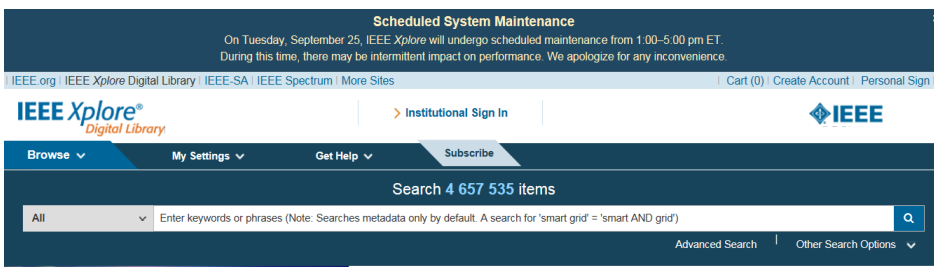 Scheduled System Maintenance
On Tuesday, September 25, IEEE Xplore will undergo scheduled maintenance from 1:00–5:00 pm ET.
During this time, there may be intermittent impact on performance. We apologize for any inconvenience.
IEEE.org | IEEE Xplore Digital Library | IEEE-SA | IEEE Spectrum | More Sites
Cart (0) | Create Account | Personal Sign
IEEE Xplore®
Digital Library
Institutional Sign In
IEEE
Browse
My Settings
Get Help
Subscribe
Search 4 657 535 items
All
Enter keywords or phrases (Note: Searches metadata only by default. A search for 'smart grid' = 'smart AND grid')
Advanced Search | Other Search Options